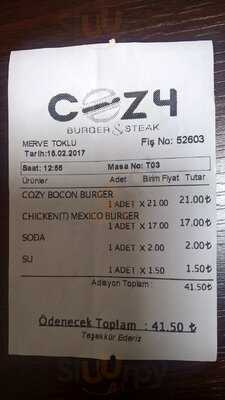 COZY
BURGER & STEAK
MERVE TOKLU Fiş No: 52603
Tarih:16.02.2017
Saat: 12:56 Masa No: T03
Ürünler Adet Birim Fiyat Tutar
COZY BOCON BURGER
1 ADET X 21.00 21.00₺
CHICKEN(T) MEXICO BURGER
1 ADET X 17.00 17.00₺
SODA
1 ADET X 2.00 2.00₺
SU
1 ADET X 1.50 1.50₺
Adisyon Toplam : 41.50₺
Ödenecek Toplam : 41.50 ₺
Teşekkür Ederiz